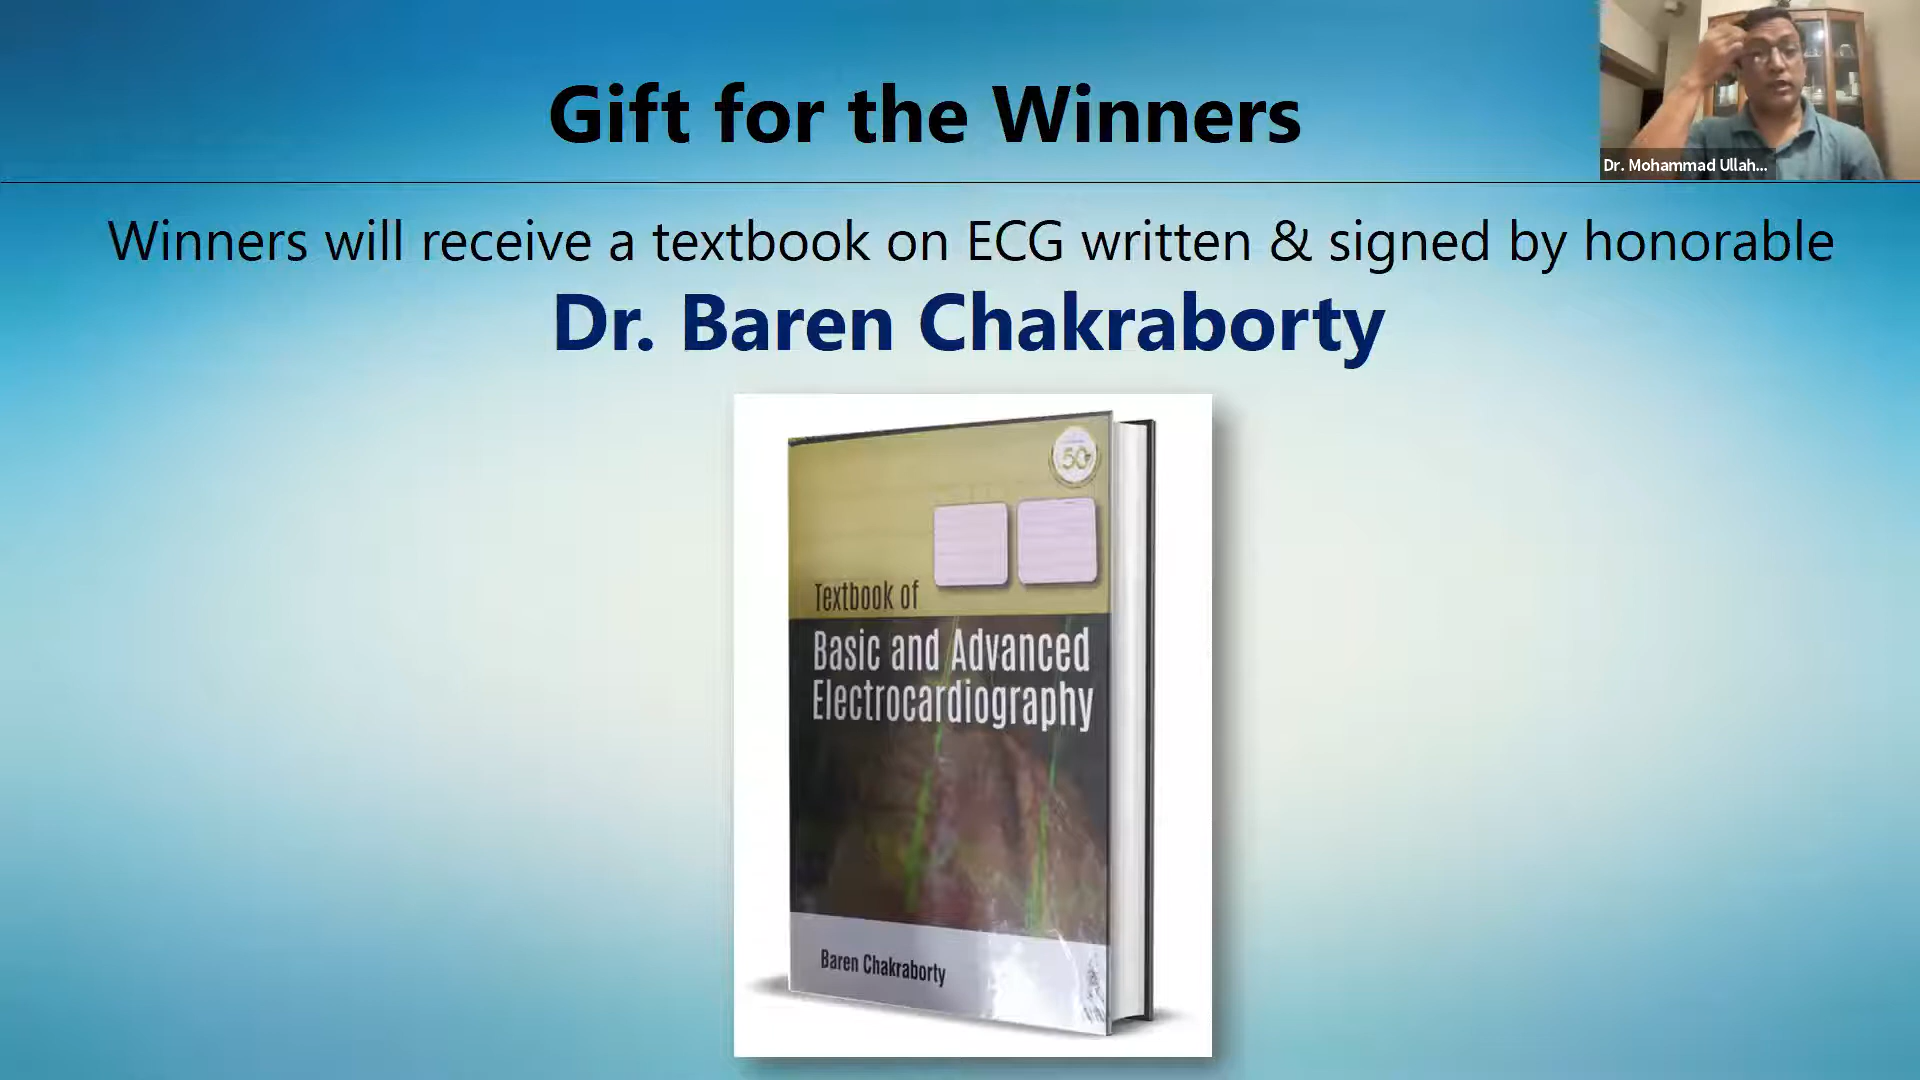 Gift for the Winners
Dr. Mohammad Ullah...
Winners will receive a textbook on ECG written & signed by honorable
Dr. Baren Chakraborty
50
Textbook of
Basic and Advanced
Electrocardiography
Baren Chakraborty